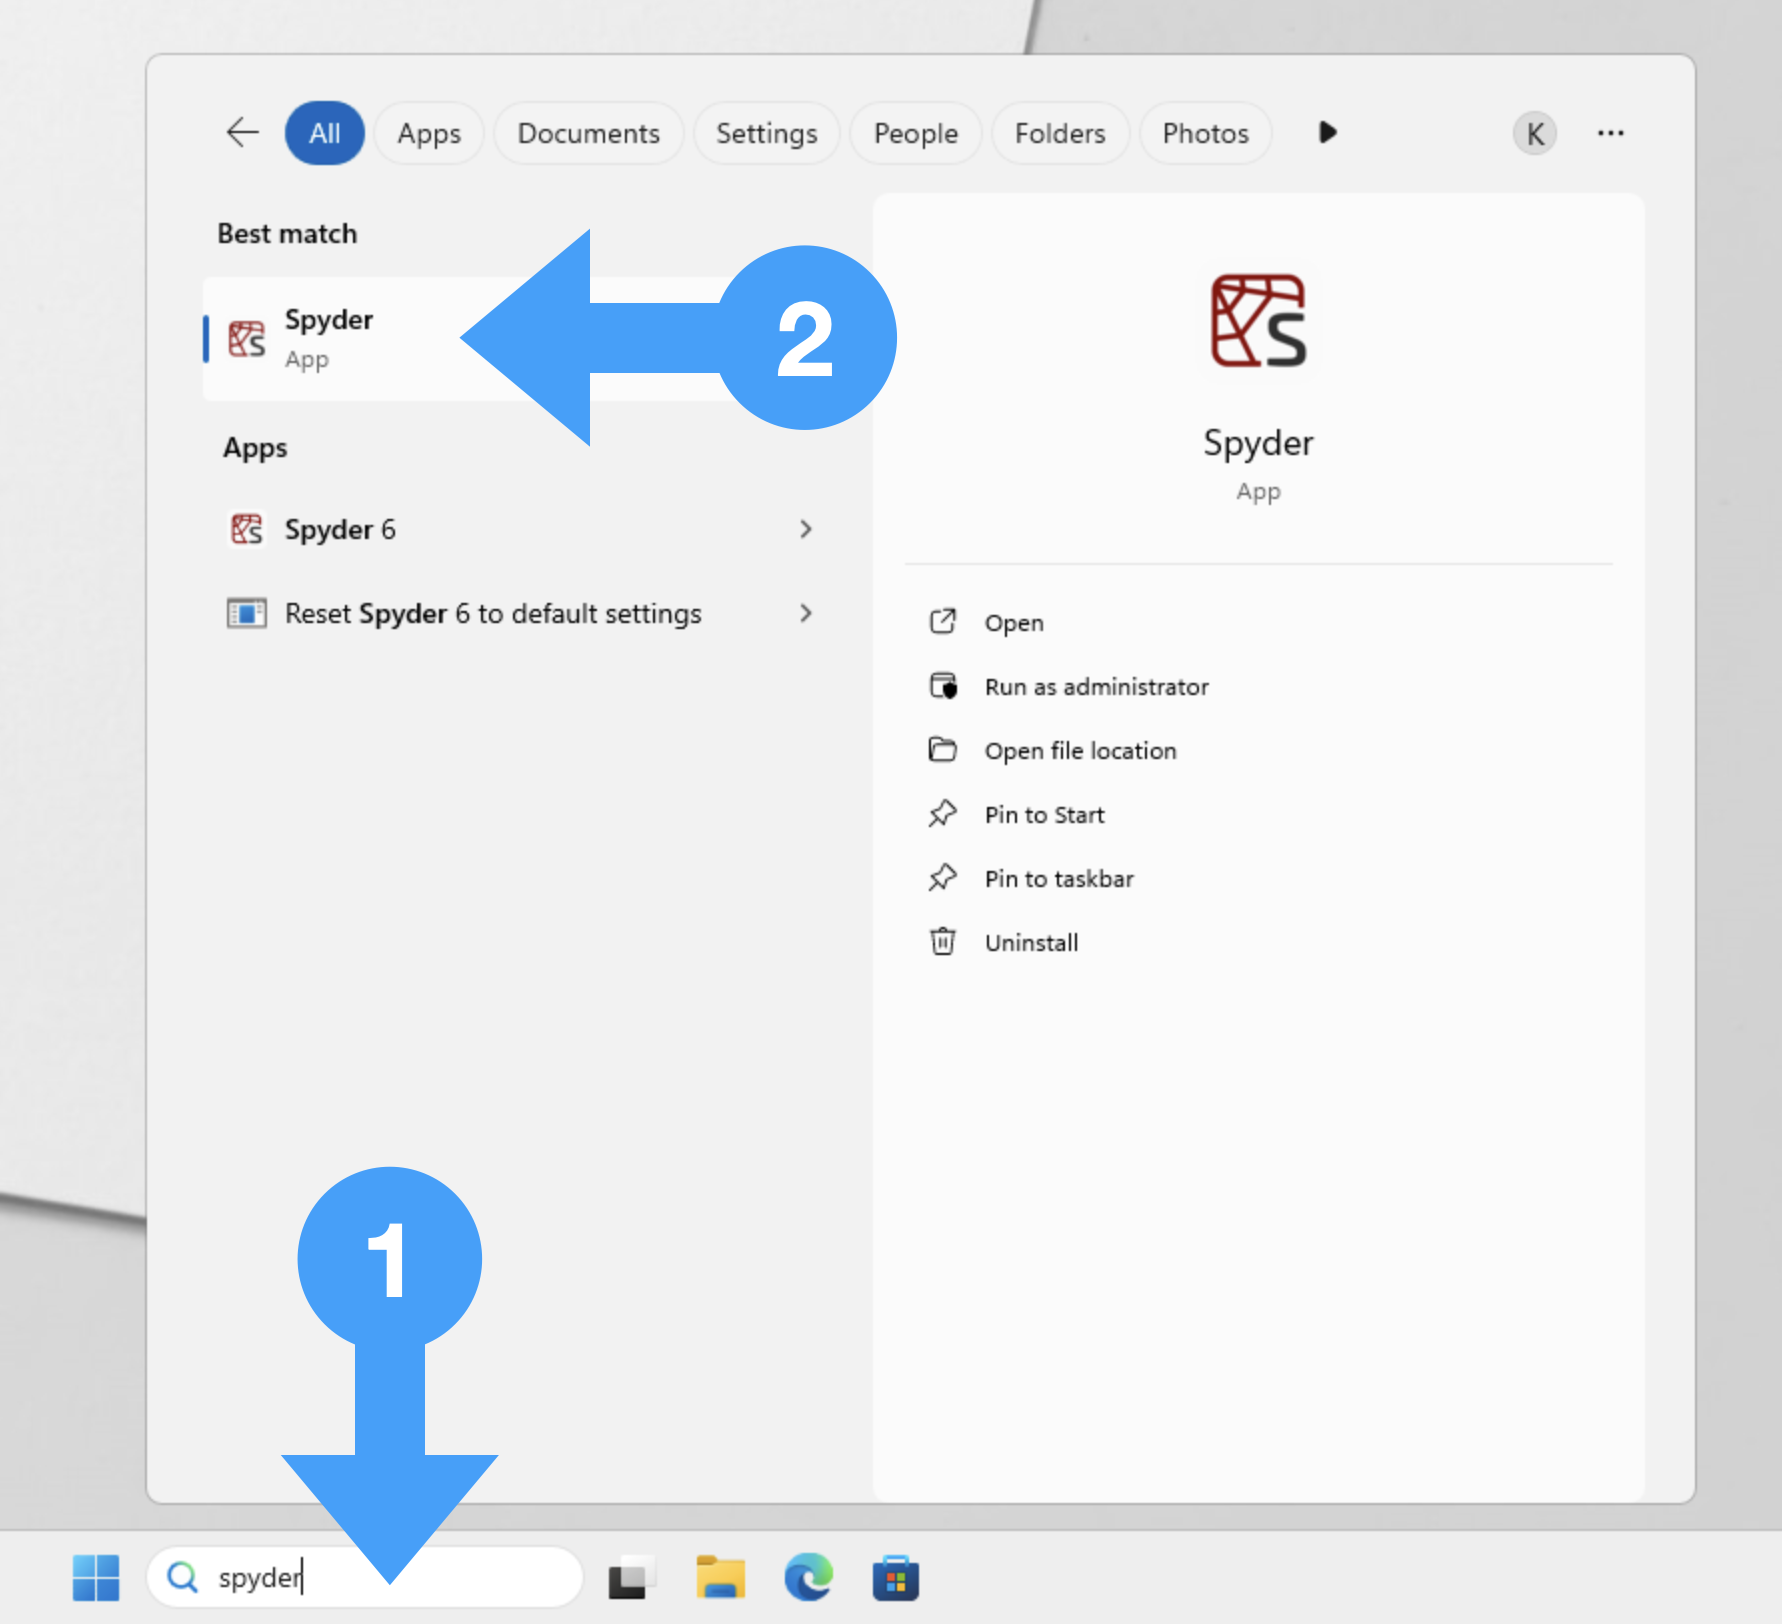 All
Apps
Documents
Settings
People
Folders
Photos
K
Best match
Spyder
App
2
Apps
Spyder 6
Reset Spyder 6 to default settings
S
Spyder
App
Open
Run as administrator
Open file location
Pin to Start
Pin to taskbar
Uninstall
1
spyder